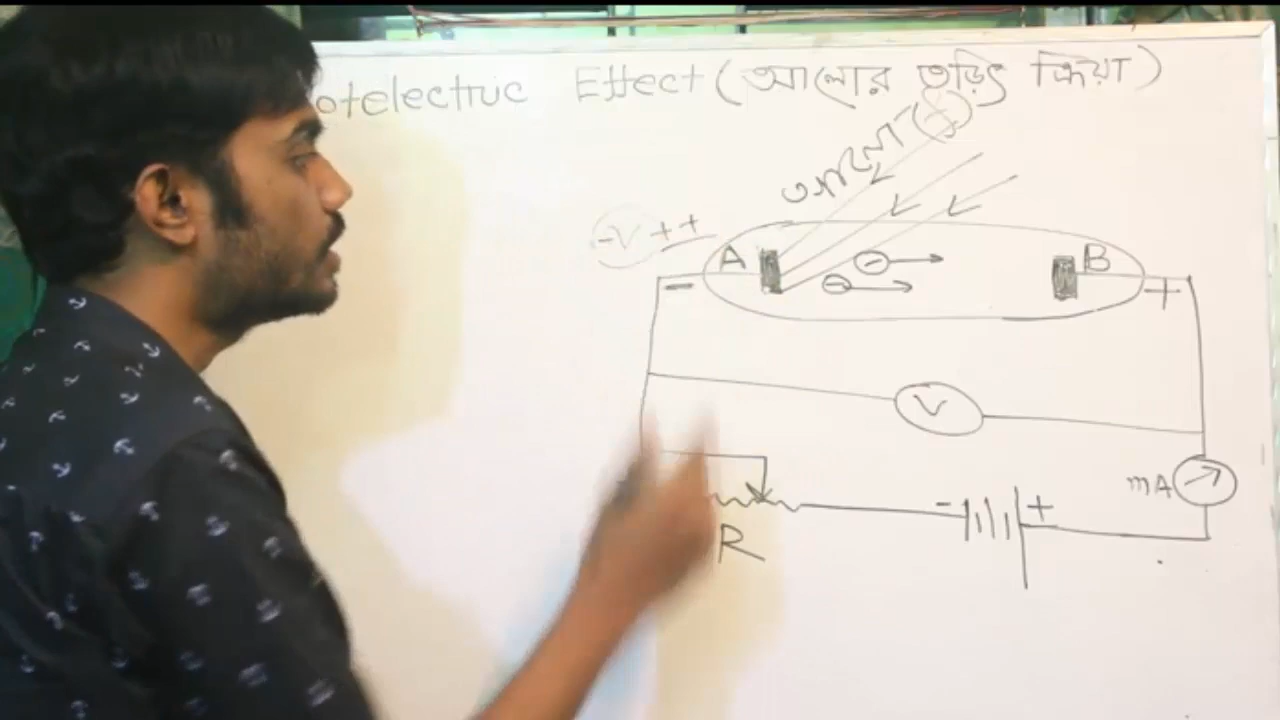 otelectric Effect (আলোর তড়িৎ ক্রিয়া)
আলো (f)
-V ++
A - B +
V
mA
- +
R